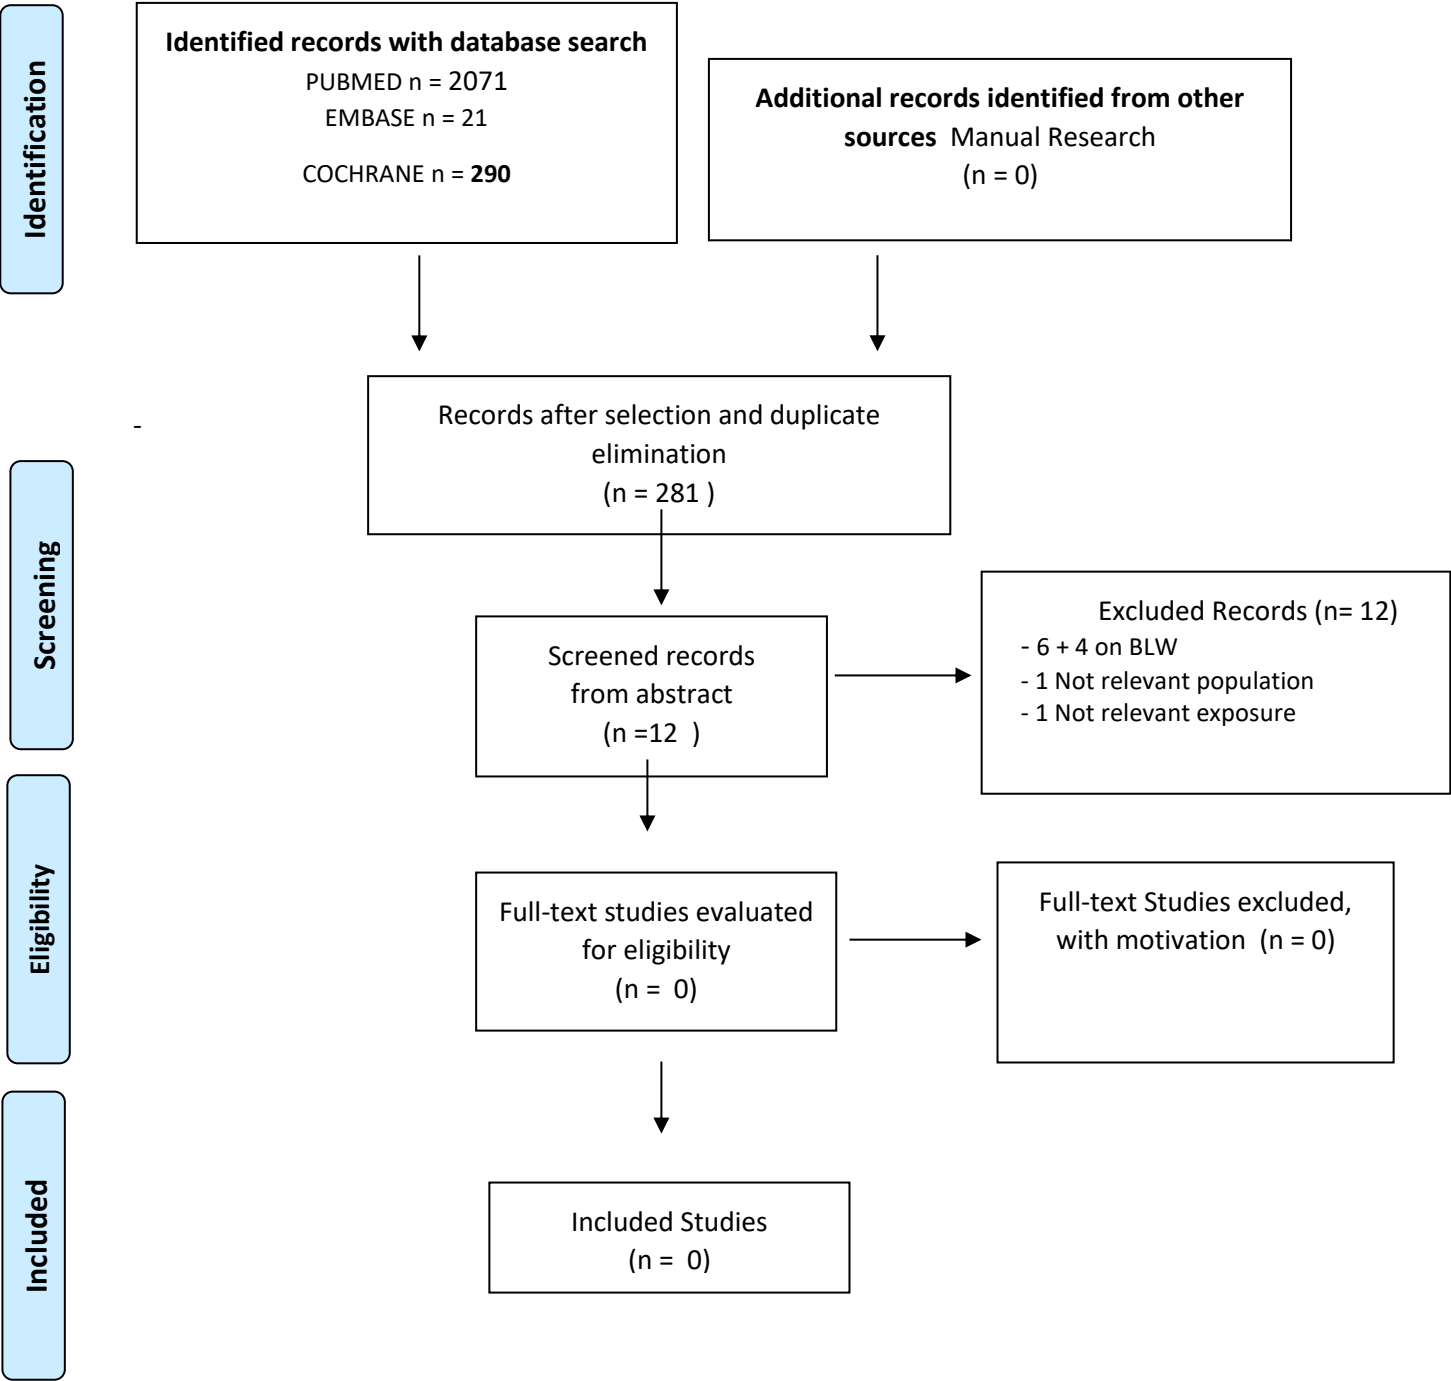 Identification
Identified records with database search
PUBMED n = 2071
EMBASE n = 21
COCHRANE n = 290
Additional records identified from other
sources Manual Research
(n = 0)
-
Records after selection and duplicate
elimination
(n = 281 )
Screening
Screened records
from abstract
(n =12 )
Excluded Records (n= 12)
- 6 + 4 on BLW
- 1 Not relevant population
- 1 Not relevant exposure
Eligibility
Full-text studies evaluated
for eligibility
(n = 0)
Full-text Studies excluded,
with motivation (n = 0)
Included
Included Studies
(n = 0)